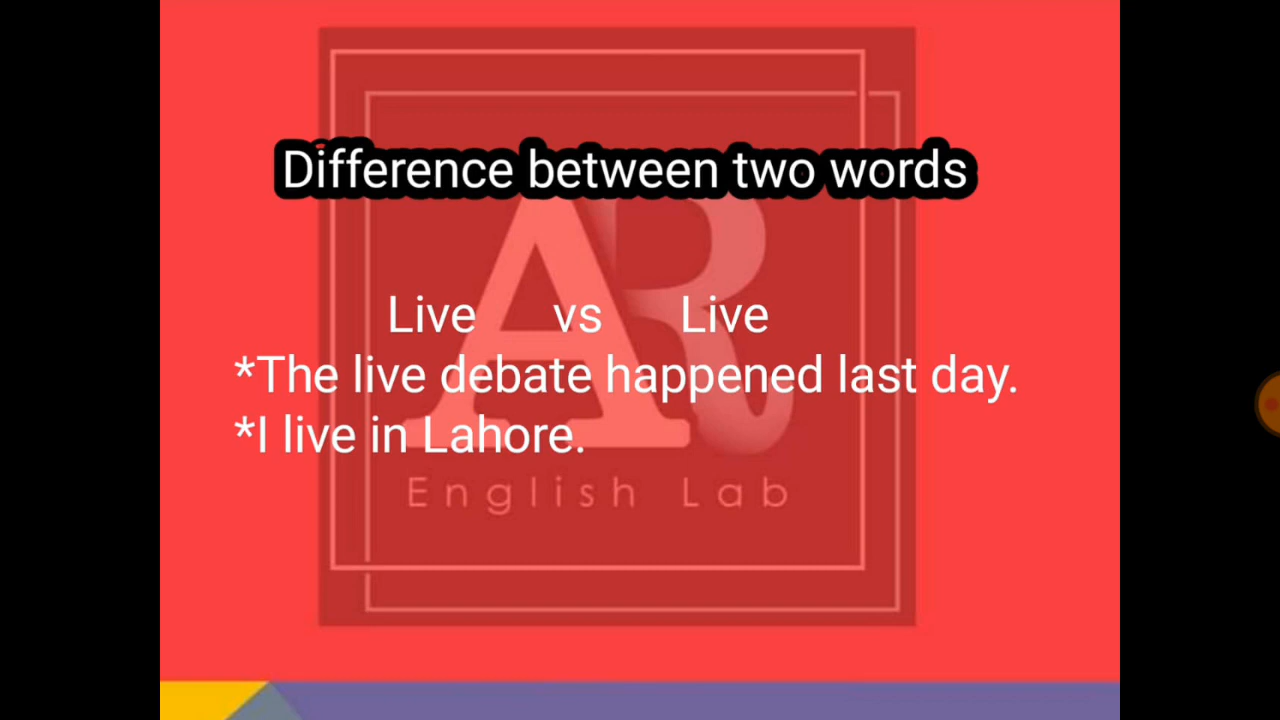 Difference between two words
Live vs Live
*The live debate happened last day.
*I live in Lahore.
AR
English Lab